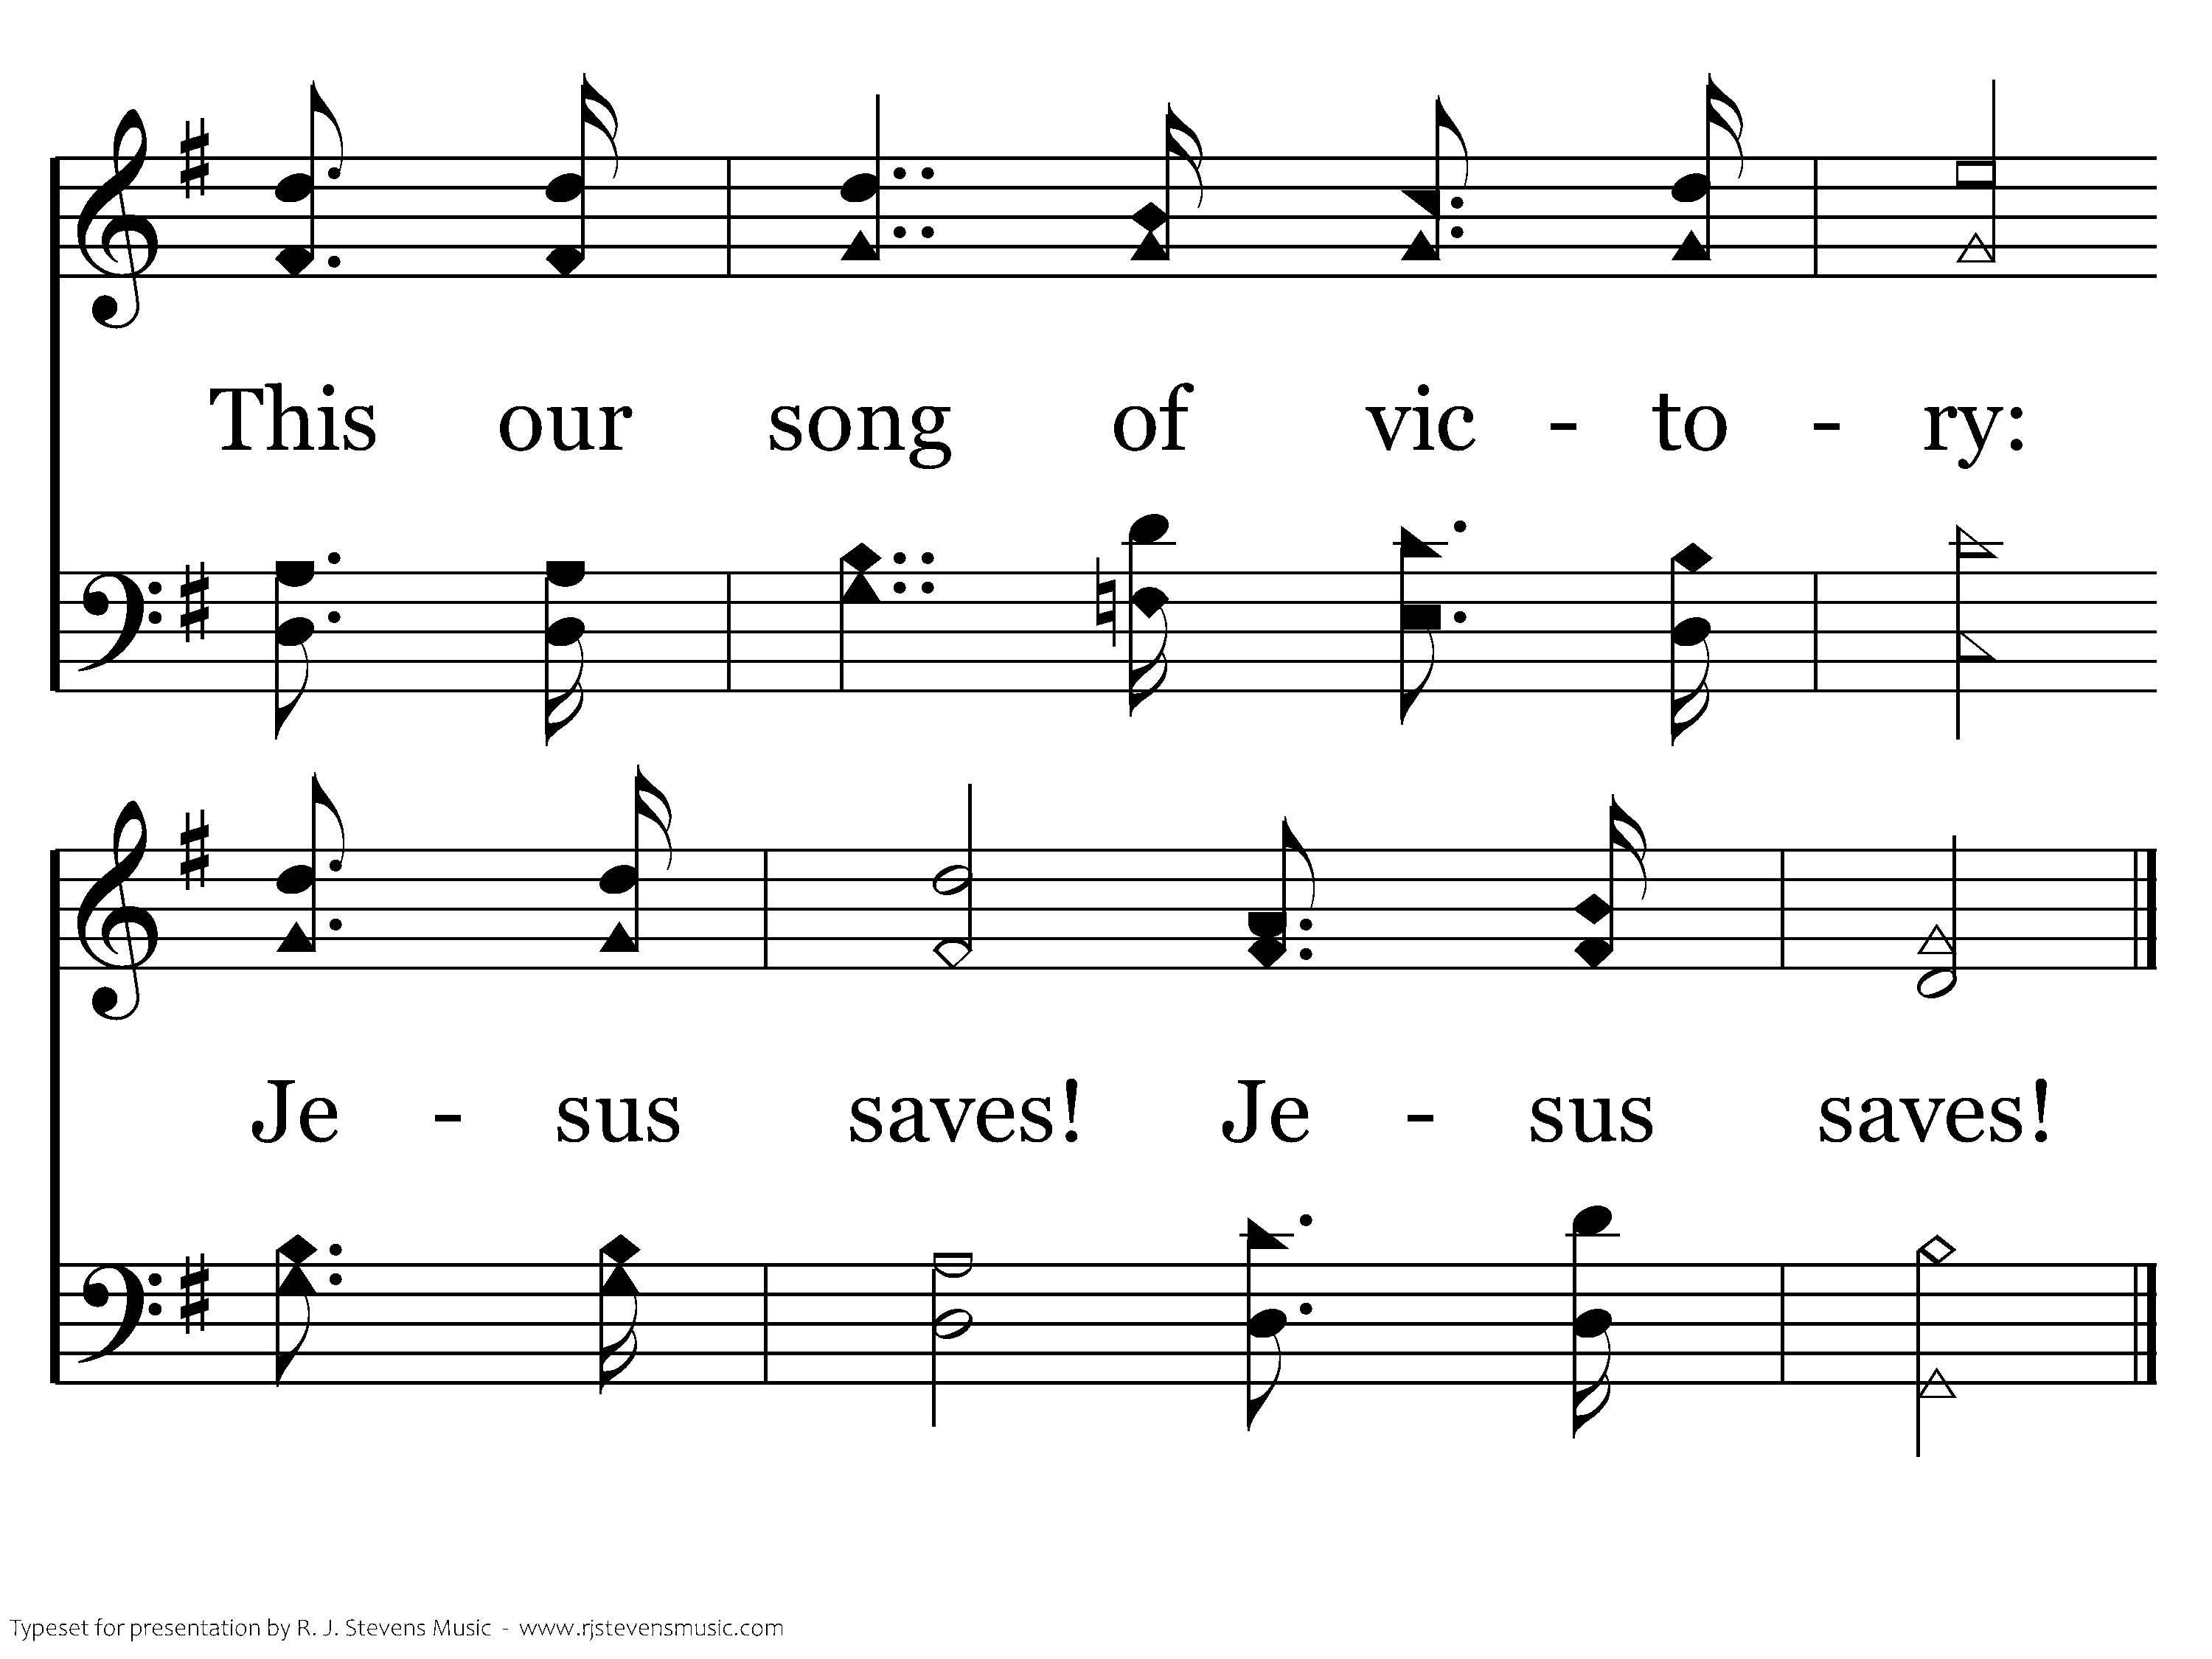 This our song of vic - to - ry:
Je - sus saves! Je - sus saves!
Typeset for presentation by R. J. Stevens Music - www.rjstevensmusic.com